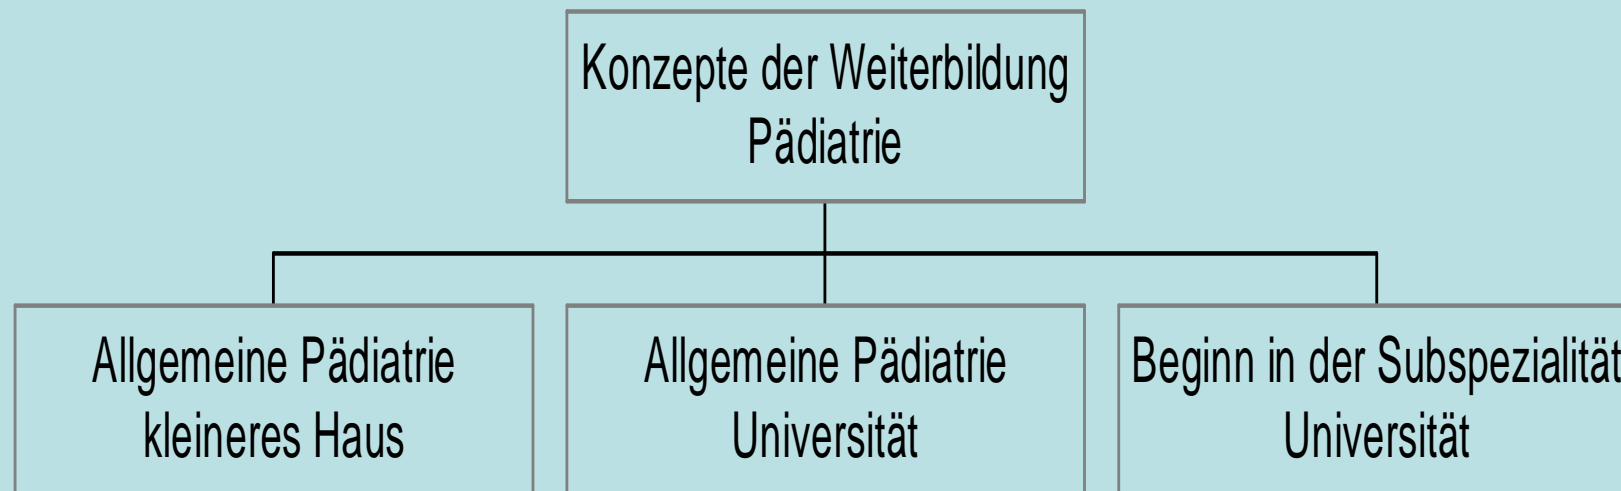 Konzepte der Weiterbildung
Pädiatrie
Allgemeine Pädiatrie
kleineres Haus
Allgemeine Pädiatrie
Universität
Beginn in der Subspezialität
Universität